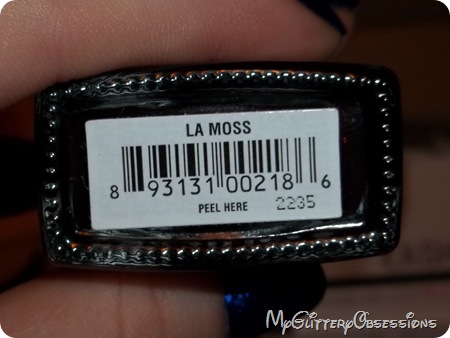 LA MOSS
8 93131 00218 6
PEEL HERE 2235
MyGlitteryObsessions